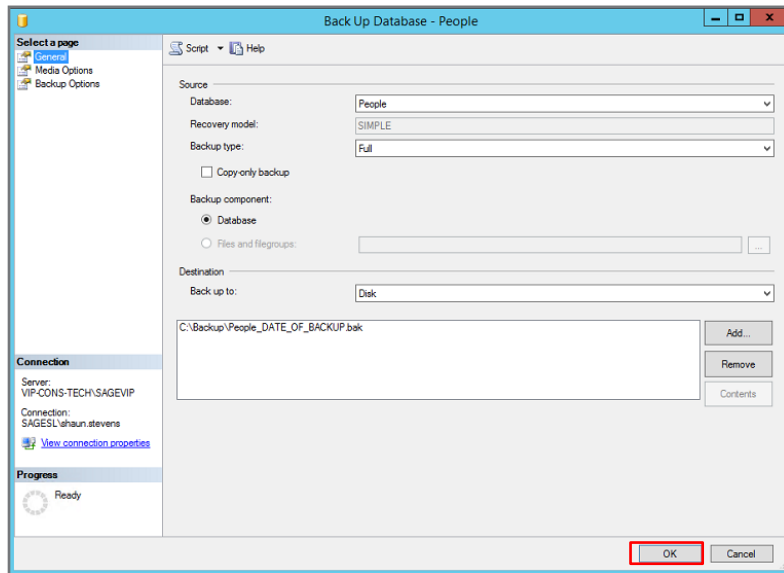 Back Up Database - People
Select a page
General
Media Options
Backup Options
Script Help
Source
Database: People
Recovery model: SIMPLE
Backup type: Full
Copy-only backup
Backup component:
Database
Files and filegroups: ...
Destination
Back up to: Disk
C:\Backup\People_DATE_OF_BACKUP.bak
Add...
Remove
Contents
Connection
Server:
VIP-CONS-TECH\SAGEVIP
Connection:
SAGESL\shaun.stevens
View connection properties
Progress
Ready
OK Cancel